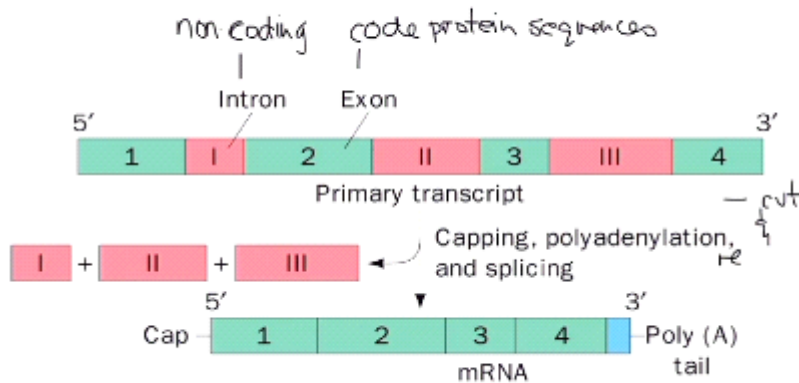 non coding code protein sequences
Intron Exon
5' 3'
1 I 2 II 3 III 4
Primary transcript
– cut
&
Capping, polyadenylation,
re
I + II + III and splicing
5' 3'
Cap 1 2 3 4 Poly (A)
tail
mRNA